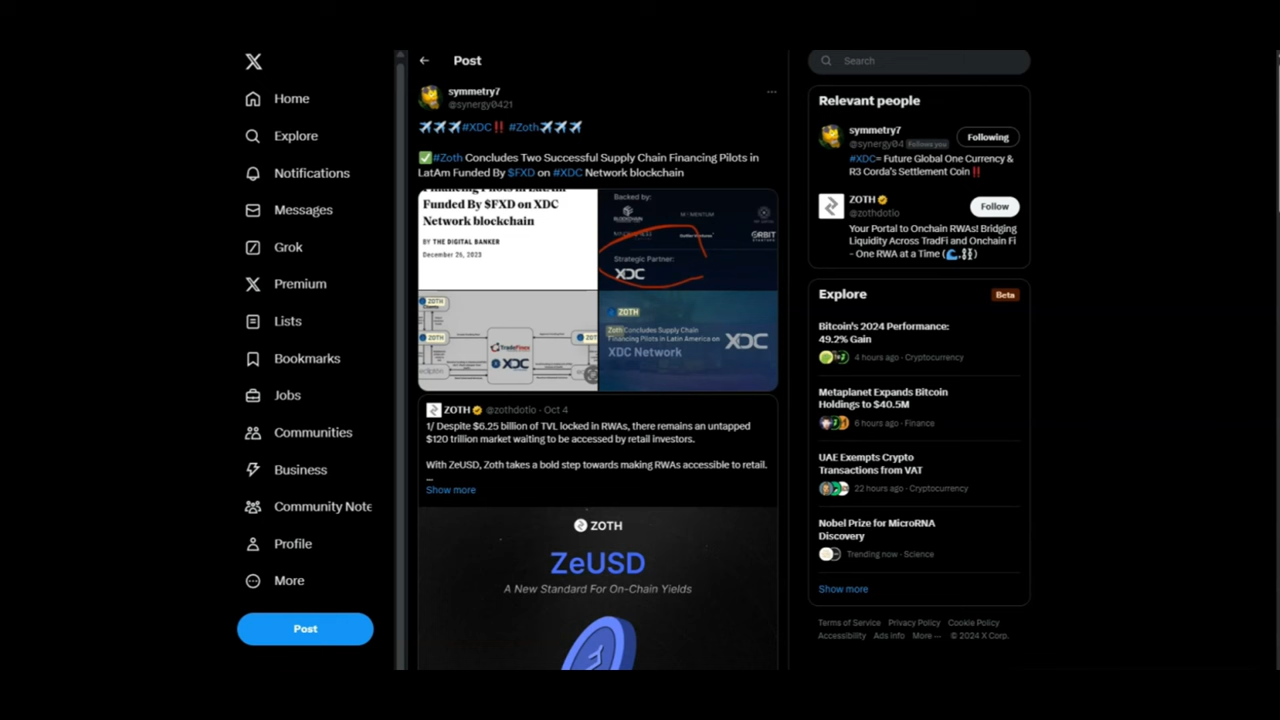 Home
Explore
Notifications
Messages
Grok
Premium
Lists
Bookmarks
Jobs
Communities
Business
Community Note
Profile
More
Post
Post
symmetry7
@synergy0421
✈✈✈#XDC‼ #Zoth✈✈✈
✅#Zoth Concludes Two Successful Supply Chain Financing Pilots in
LatAm Funded By $FXD on #XDC Network blockchain
Financing Pilots in LatAm
Funded By $FXD on XDC
Network blockchain
BY THE DIGITAL BANKER
December 26, 2023
Backed by:
BLOCKCHAIN
ORBIT
Strategic Partner:
XDC
ZOTH
ZOTH
ZOTH
TradeFinex
XDC
ZOTH
Zoth Concludes Supply Chain
Financing Pilots in Latin America on
XDC Network
XDC
ZOTH @zothdotio · Oct 4
1/ Despite $6.25 billion of TVL locked in RWAs, there remains an untapped
$120 trillion market waiting to be accessed by retail investors.
With ZeUSD, Zoth takes a bold step towards making RWAs accessible to retail.
...
Show more
ZOTH
ZeUSD
A New Standard For On-Chain Yields
Search
Relevant people
symmetry7
@synergy04 Follows you
Following
#XDC= Future Global One Currency &
R3 Corda's Settlement Coin ‼
ZOTH
@zothdotio
Follow
Your Portal to Onchain RWAs! Bridging
Liquidity Across TradFi and Onchain Fi
- One RWA at a Time (🌊,⛓)
Explore
Beta
Bitcoin's 2024 Performance:
49.2% Gain
4 hours ago · Cryptocurrency
Metaplanet Expands Bitcoin
Holdings to $40.5M
6 hours ago · Finance
UAE Exempts Crypto
Transactions from VAT
22 hours ago · Cryptocurrency
Nobel Prize for MicroRNA
Discovery
Trending now · Science
Show more
Terms of Service Privacy Policy Cookie Policy
Accessibility Ads info More ··· © 2024 X Corp.